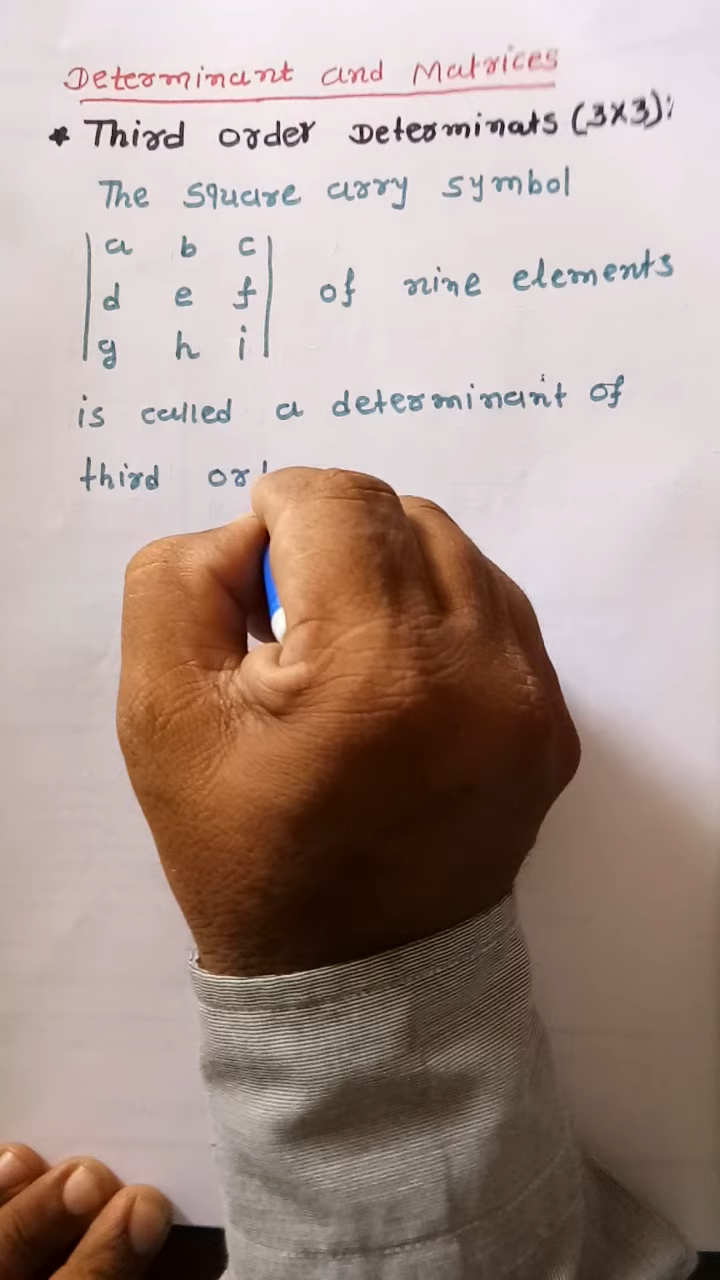 Determinant and Matrices
* Third order Determinats (3x3):
The square arry symbol
| a b c |
| d e f | of nine elements
| g h i |
is called a determinant of
third or